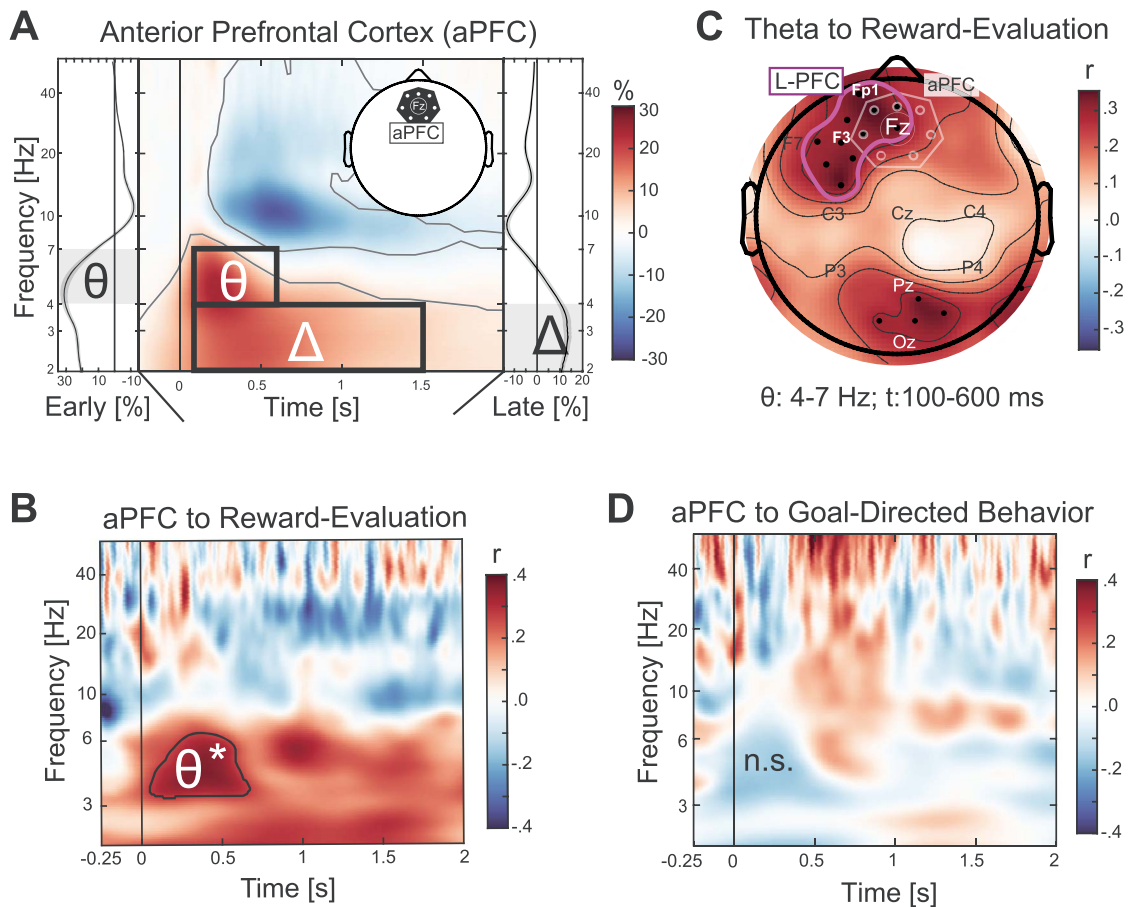 A
Anterior Prefrontal Cortex (aPFC)
Frequency [Hz]
40
20
10
7
4
3
2
θ
θ
Δ
Δ
Fz
aPFC
30 10 -10
Early [%]
0 0.5 1 1.5
Time [s]
-10 0 10 20
Late [%]
%
30
20
10
0
-10
-20
-30
C
Theta to Reward-Evaluation
L-PFC
aPFC
Fp1
F7
F3
Fz
C3
Cz
C4
P3
Pz
P4
Oz
r
.3
.2
.1
0
-.1
-.2
-.3
θ: 4-7 Hz; t:100-600 ms
B
aPFC to Reward-Evaluation
Frequency [Hz]
40
20
10
6
3
θ*
-0.25 0 0.5 1 1.5 2
Time [s]
r
.4
.2
.0
-.2
-.4
D
aPFC to Goal-Directed Behavior
Frequency [Hz]
40
20
10
6
3
n.s.
-0.25 0 0.5 1 1.5 2
Time [s]
r
.4
.2
.0
-.2
-.4